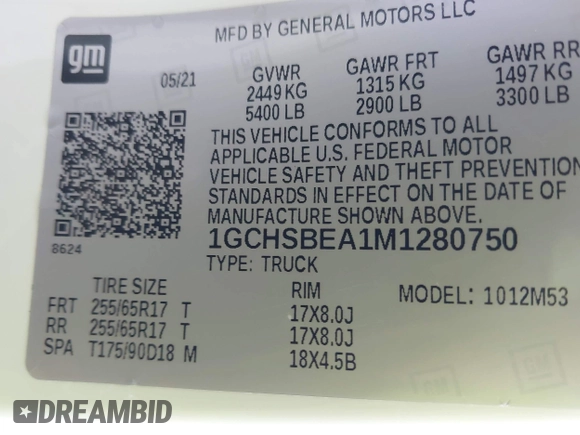 MFD BY GENERAL MOTORS LLC
gm
05/21
GVWR GAWR FRT GAWR RR
2449 KG 1315 KG 1497 KG
5400 LB 2900 LB 3300 LB
THIS VEHICLE CONFORMS TO ALL
APPLICABLE U.S. FEDERAL MOTOR
VEHICLE SAFETY AND THEFT PREVENTION
STANDARDS IN EFFECT ON THE DATE OF
MANUFACTURE SHOWN ABOVE.
8624
1GCHSBEA1M1280750
TYPE: TRUCK
TIRE SIZE RIM MODEL: 1012M53
FRT 255/65R17 T 17X8.0J
RR 255/65R17 T 17X8.0J
SPA T175/90D18 M 18X4.5B
DREAMBID